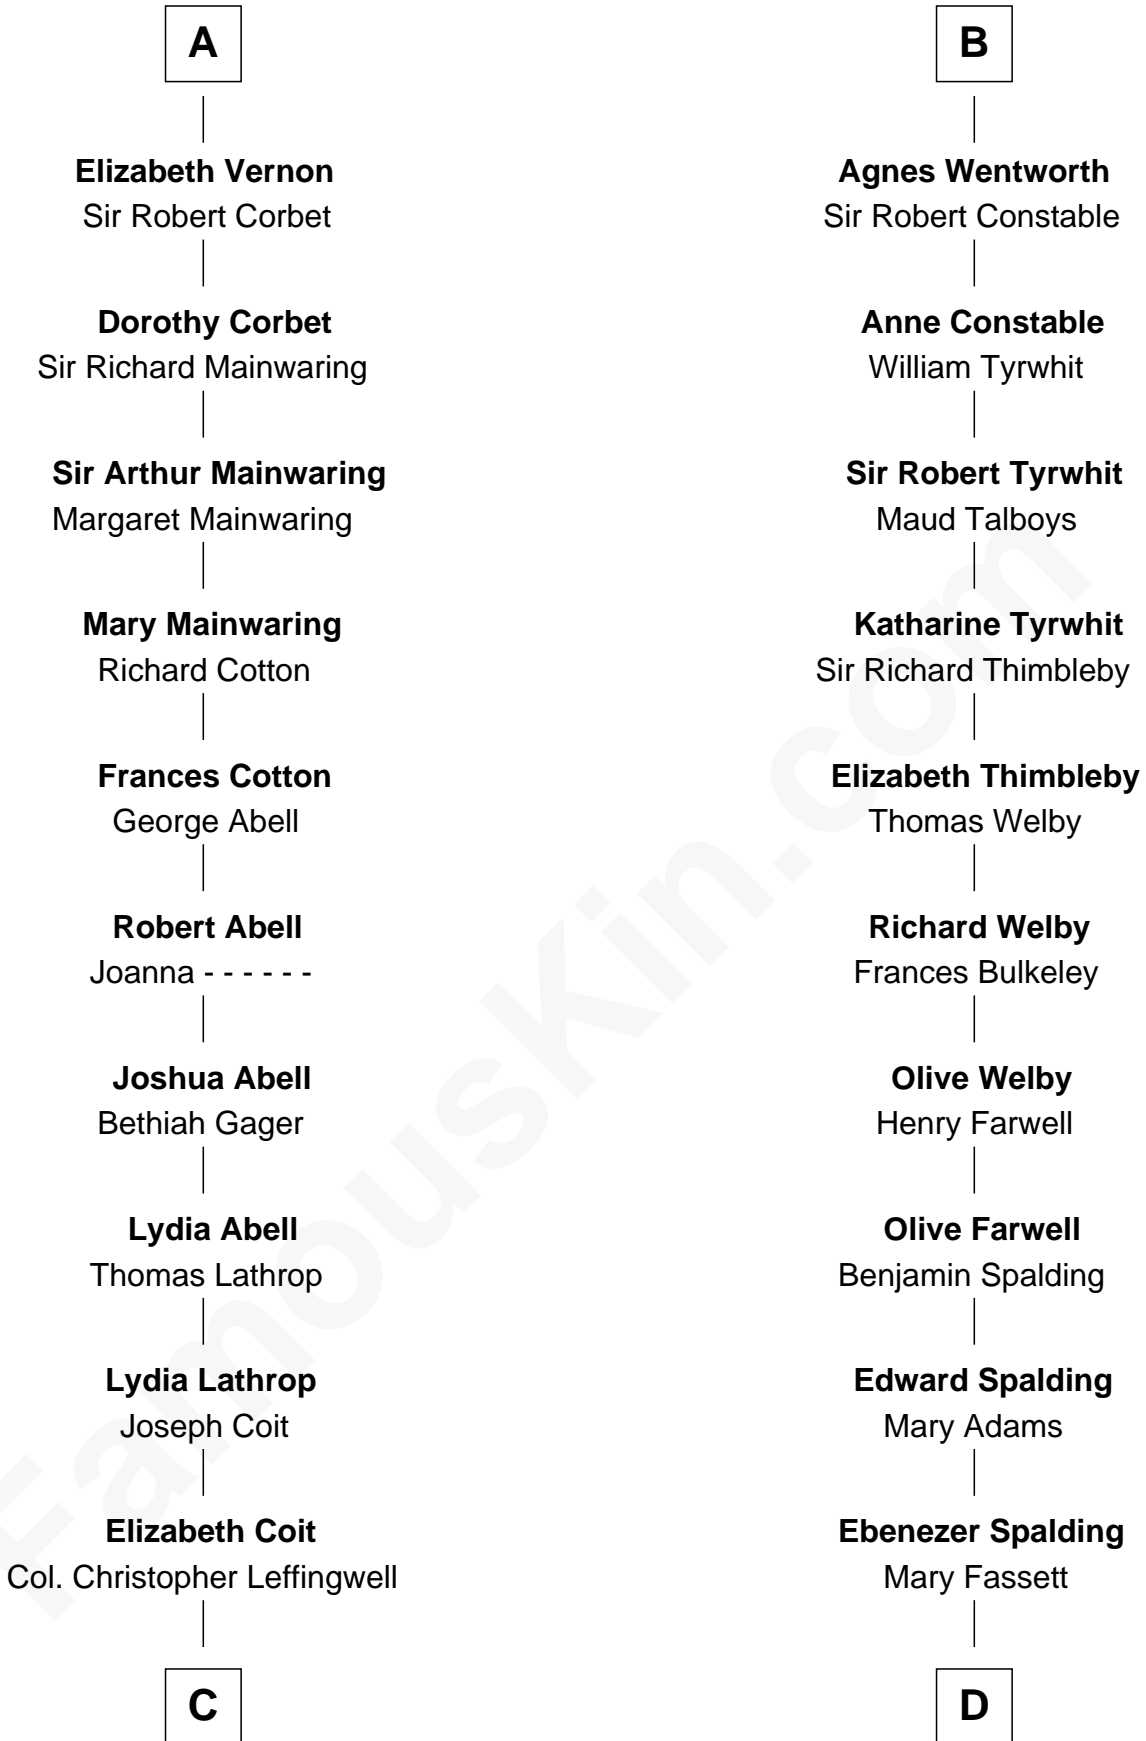 A
Elizabeth Vernon
Sir Robert Corbet
Dorothy Corbet
Sir Richard Mainwaring
Sir Arthur Mainwaring
Margaret Mainwaring
Mary Mainwaring
Richard Cotton
Frances Cotton
George Abell
Robert Abell
Joanna - - - - - -
Joshua Abell
Bethiah Gager
Lydia Abell
Thomas Lathrop
Lydia Lathrop
Joseph Coit
Elizabeth Coit
Col. Christopher Leffingwell
C
B
Agnes Wentworth
Sir Robert Constable
Anne Constable
William Tyrwhit
Sir Robert Tyrwhit
Maud Talboys
Katharine Tyrwhit
Sir Richard Thimbleby
Elizabeth Thimbleby
Thomas Welby
Richard Welby
Frances Bulkeley
Olive Welby
Henry Farwell
Olive Farwell
Benjamin Spalding
Edward Spalding
Mary Adams
Ebenezer Spalding
Mary Fassett
D
FamousKin.com